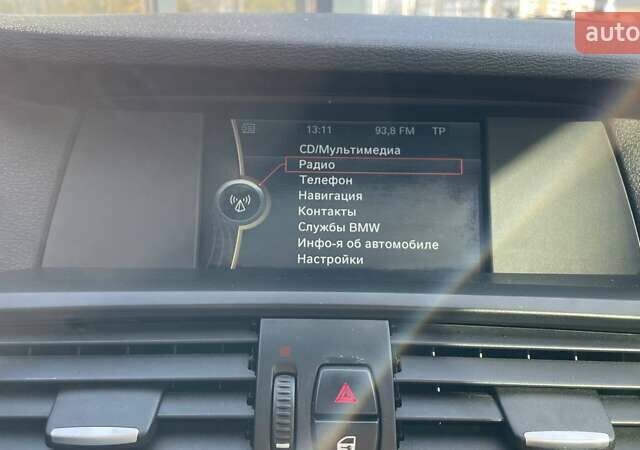 auto
13:11 93,8 FM TP
CD/Мультимедиа
Радио
Телефон
Навигация
Контакты
Службы BMW
Инфо-я об автомобиле
Настройки